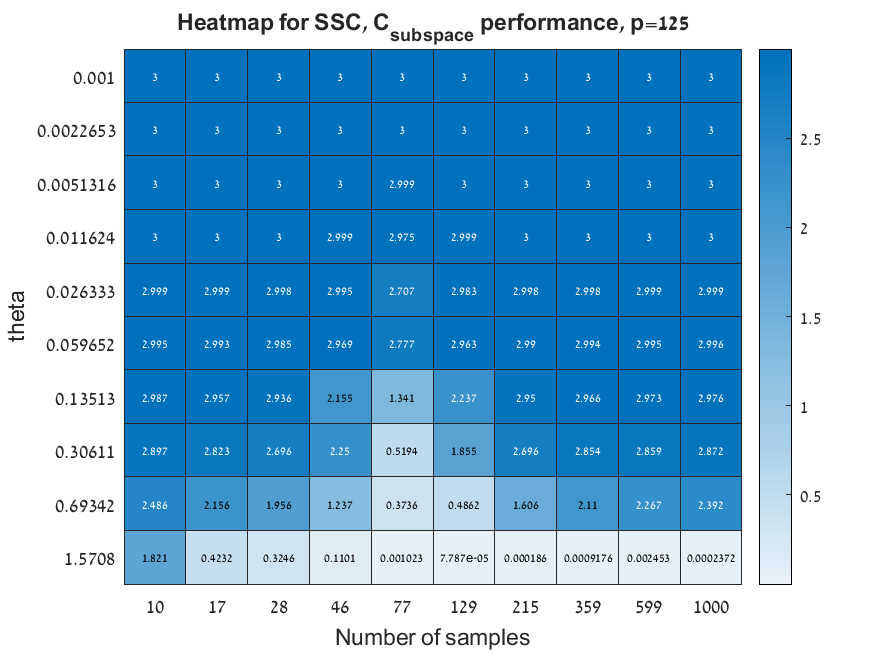 Heatmap for SSC, C_subspace performance, p=125
0.001 3 3 3 3 3 3 3 3 3 3
0.0022653 3 3 3 3 3 3 3 3 3 3
0.0051316 3 3 3 3 2.999 3 3 3 3 3
0.011624 3 3 3 2.999 2.975 2.999 3 3 3 3
0.026333 2.999 2.999 2.998 2.995 2.707 2.983 2.998 2.998 2.999 2.999
0.059652 2.995 2.993 2.985 2.969 2.777 2.963 2.99 2.994 2.995 2.996
0.13513 2.987 2.957 2.936 2.155 1.341 2.237 2.95 2.966 2.973 2.976
0.30611 2.897 2.823 2.696 2.25 0.5194 1.855 2.696 2.854 2.859 2.872
0.69342 2.486 2.156 1.956 1.237 0.3736 0.4862 1.606 2.11 2.267 2.392
1.5708 1.821 0.4232 0.3246 0.1101 0.001023 7.787e-05 0.000186 0.0009176 0.002453 0.0002372
10 17 28 46 77 129 215 359 599 1000
Number of samples
theta
2.5
2
1.5
1
0.5